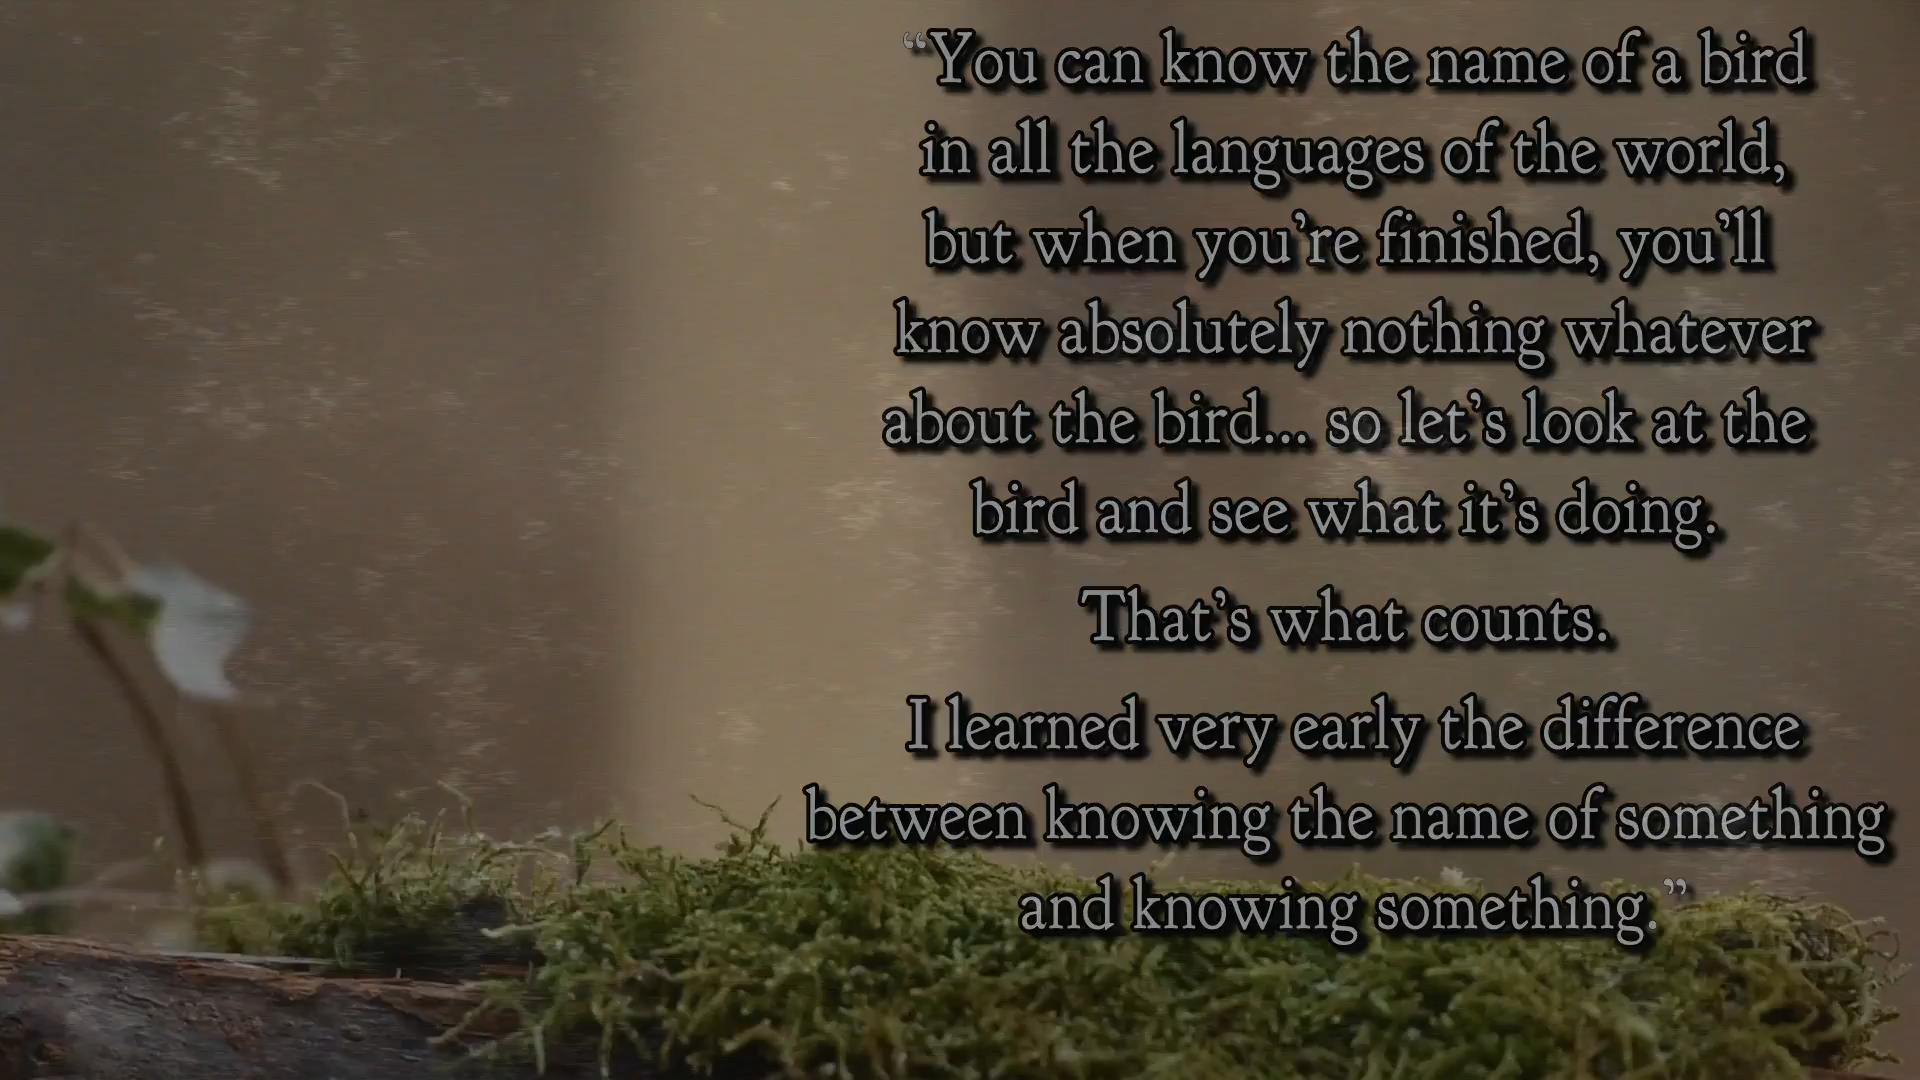 “You can know the name of a bird
in all the languages of the world,
but when you’re finished, you’ll
know absolutely nothing whatever
about the bird... so let’s look at the
bird and see what it’s doing.
That’s what counts.
I learned very early the difference
between knowing the name of something
and knowing something.”